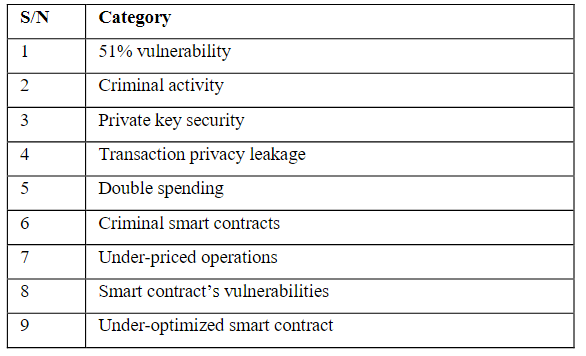 S/N Category
1 51% vulnerability
2 Criminal activity
3 Private key security
4 Transaction privacy leakage
5 Double spending
6 Criminal smart contracts
7 Under-priced operations
8 Smart contract’s vulnerabilities
9 Under-optimized smart contract